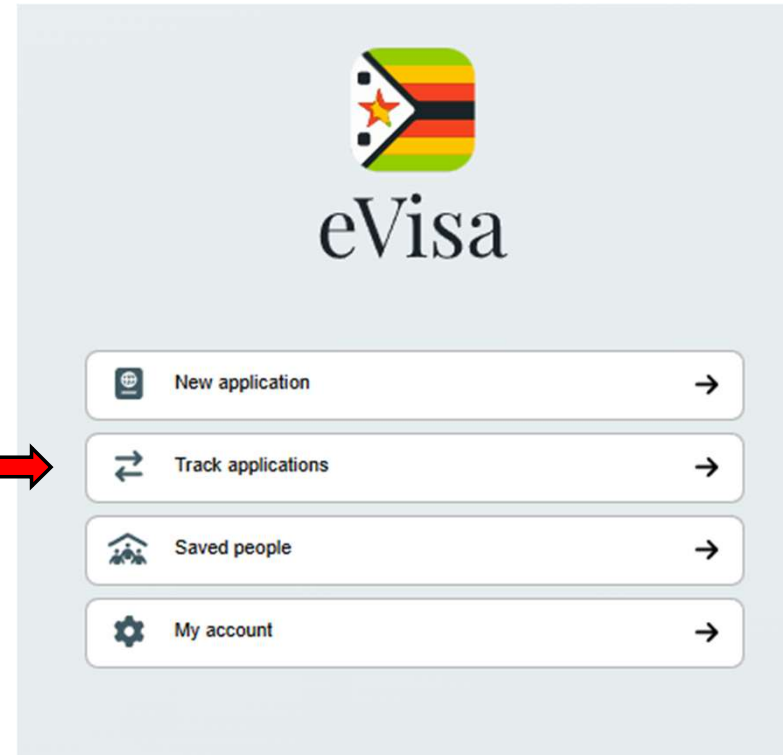 eVisa
New application
Track applications
Saved people
My account